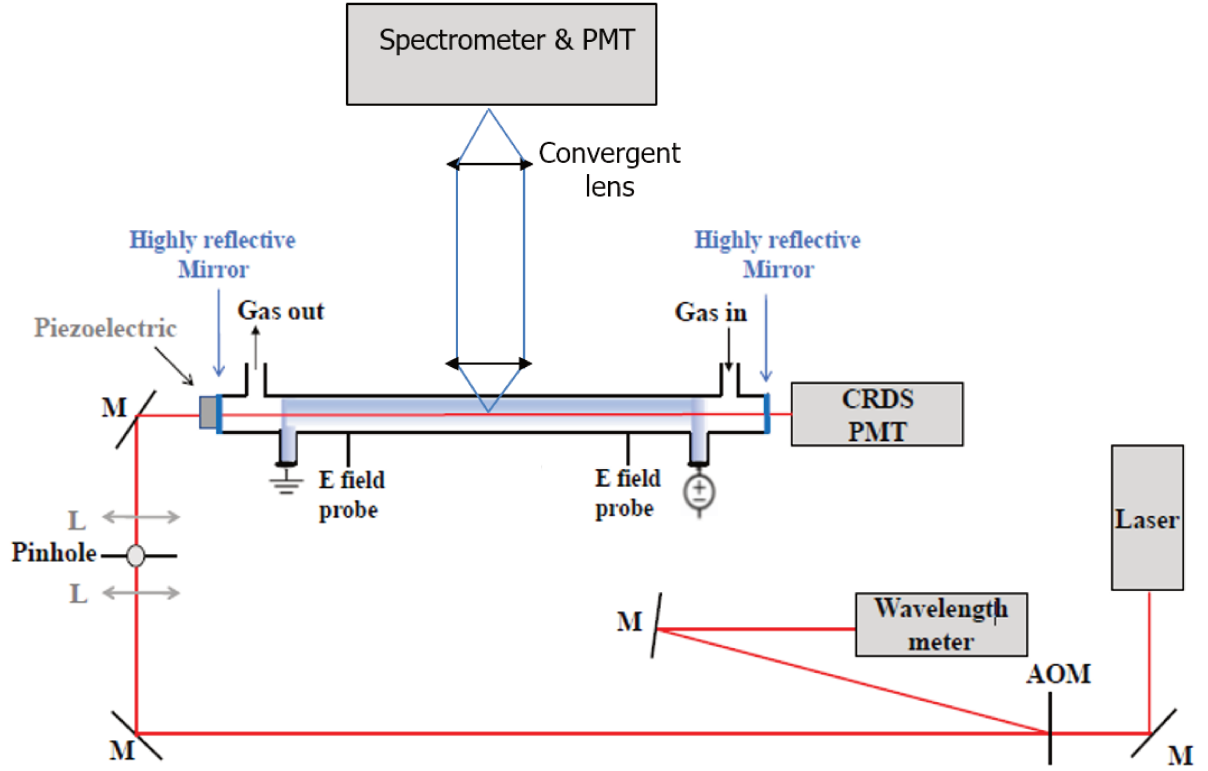 Spectrometer & PMT
Convergent
lens
Highly reflective
Mirror
Highly reflective
Mirror
Gas out
Gas in
Piezoelectric
M
CRDS
PMT
E field
probe
E field
probe
L
Pinhole
L
Laser
M
Wavelength
meter
AOM
M
M